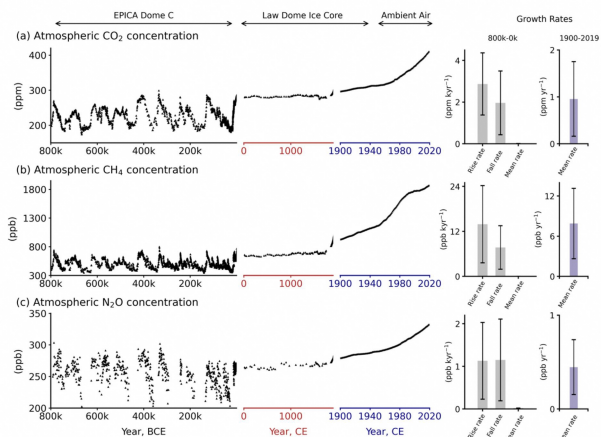 EPICA Dome C Law Dome Ice Core Ambient Air
Growth Rates
(a) Atmospheric CO₂ concentration 800k-0k 1900-2019
(ppm)
400
300
200
800k 600k 400k 200k 0 1000 1900 1940 1980 2020
(ppm kyr⁻¹)
4
2
0
Rise rate Fall rate Mean rate
(ppm yr⁻¹)
2
1
0
Mean rate
(b) Atmospheric CH₄ concentration
(ppb)
1800
1300
800
300
800k 600k 400k 200k 0 1000 1900 1940 1980 2020
(ppb kyr⁻¹)
24
12
0
Rise rate Fall rate Mean rate
(ppb yr⁻¹)
12
6
0
Mean rate
(c) Atmospheric N₂O concentration
(ppb)
350
300
250
200
800k 600k 400k 200k 0 1000 1900 1940 1980 2020
Year, BCE Year, CE Year, CE
(ppb kyr⁻¹)
2
1
0
Rise rate Fall rate Mean rate
(ppb yr⁻¹)
1
0
Mean rate